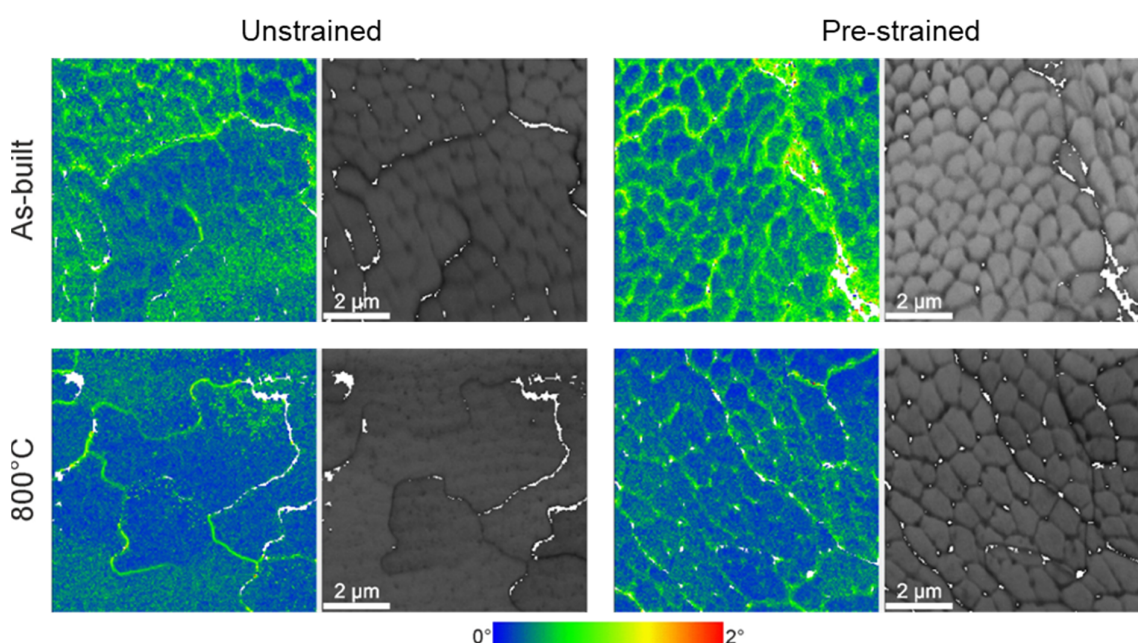 Unstrained
Pre-strained
As-built
2 µm
2 µm
800°C
2 µm
2 µm
0°
2°